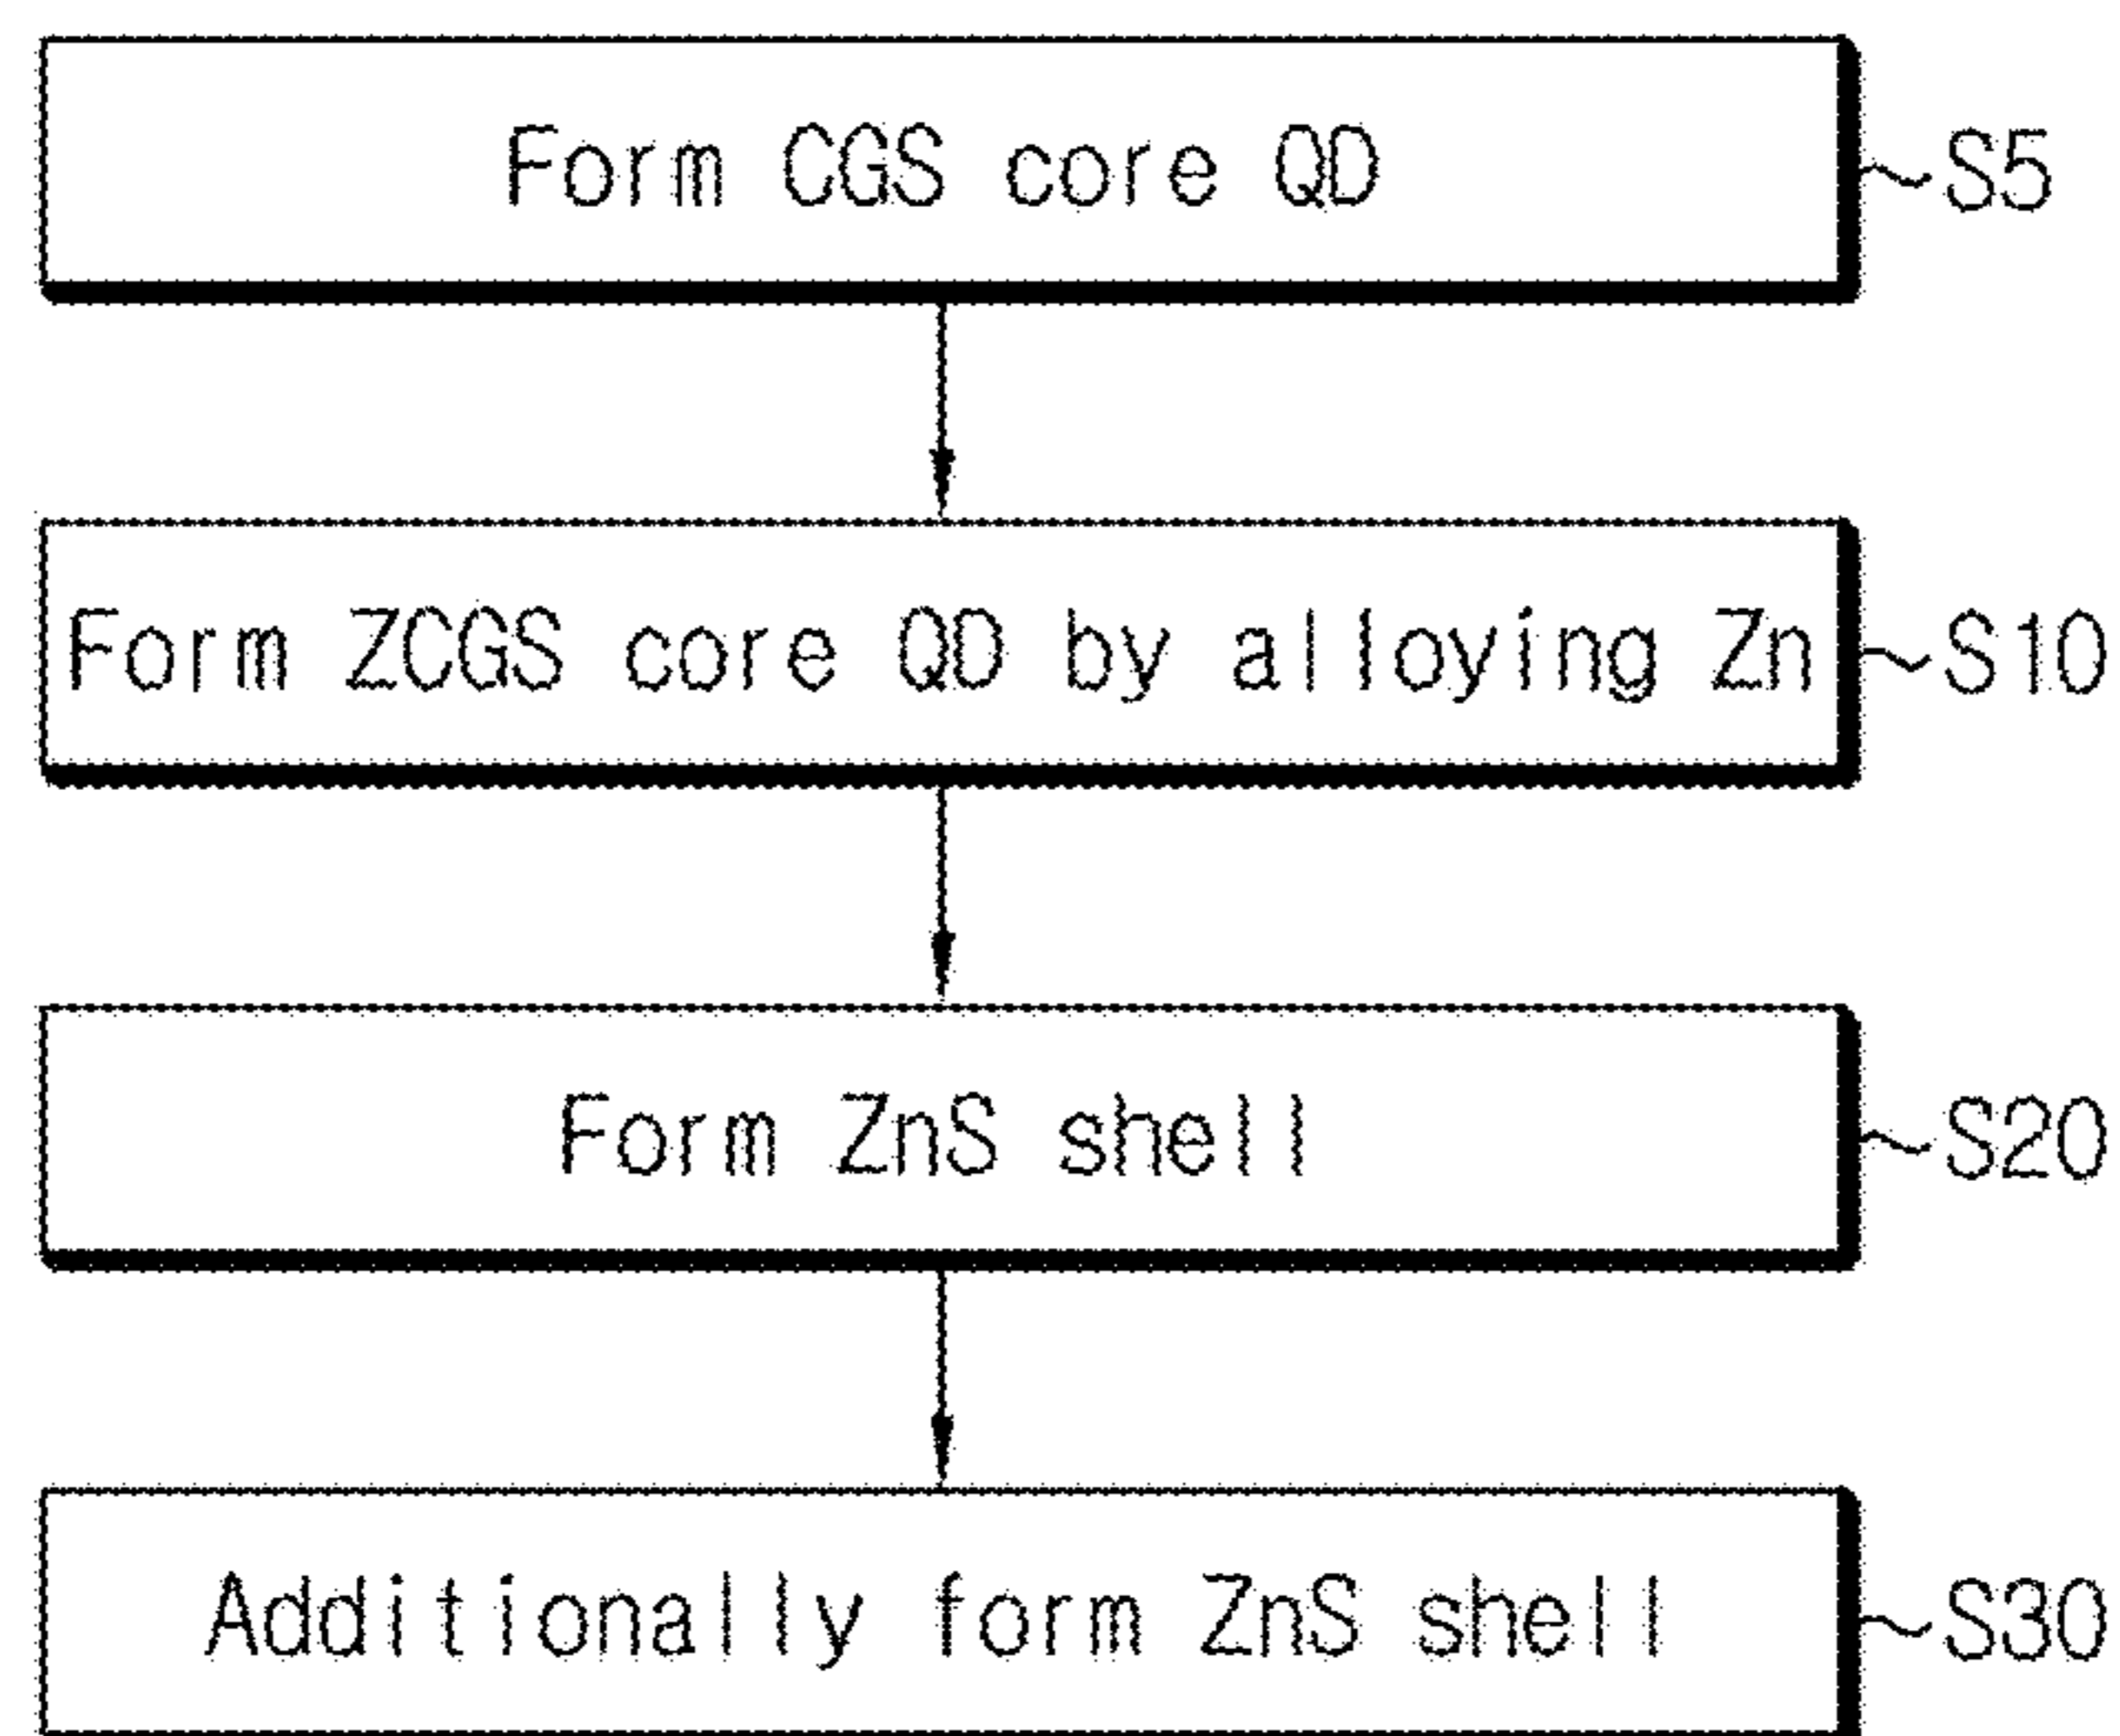 Form CGS core QD
S5
Form ZCGS core QD by alloying Zn
S10
Form ZnS shell
S20
Additionally form ZnS shell
S30